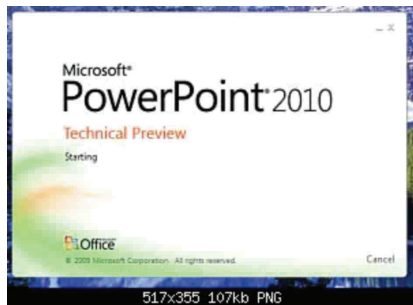 Microsoft®
PowerPoint® 2010
Technical Preview
Starting
Office
© 2009 Microsoft Corporation. All rights reserved.
Cancel
517x355 107kb PNG